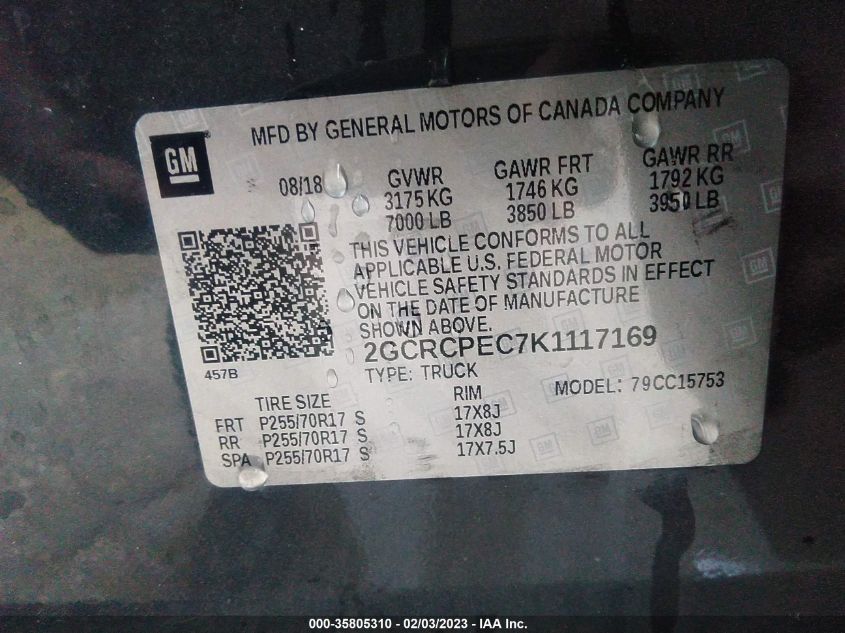 GM
MFD BY GENERAL MOTORS OF CANADA COMPANY
08/18 GVWR GAWR FRT GAWR RR
3175 KG 1746 KG 1792 KG
7000 LB 3850 LB 3950 LB
THIS VEHICLE CONFORMS TO ALL
APPLICABLE U.S. FEDERAL MOTOR
VEHICLE SAFETY STANDARDS IN EFFECT
ON THE DATE OF MANUFACTURE
SHOWN ABOVE.
2GCRCPEC7K1117169
457B
TYPE: TRUCK MODEL: 79CC15753
TIRE SIZE RIM
FRT P255/70R17 S 17X8J
RR P255/70R17 S 17X8J
SPA P255/70R17 S 17X7.5J
000-35805310 - 02/03/2023 - IAA Inc.